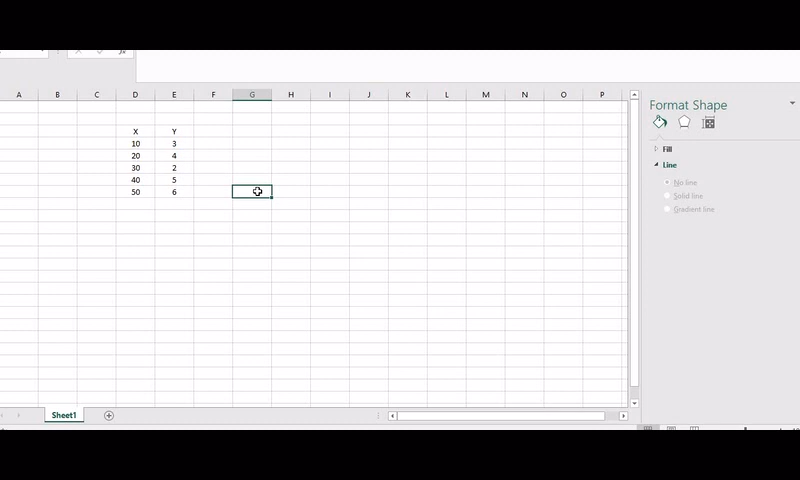 fx
A B C D E F G H I J K L M N O P
Format Shape
X Y
10 3
20 4
30 2
40 5
50 6
Fill
Line
No line
Solid line
Gradient line
Sheet1